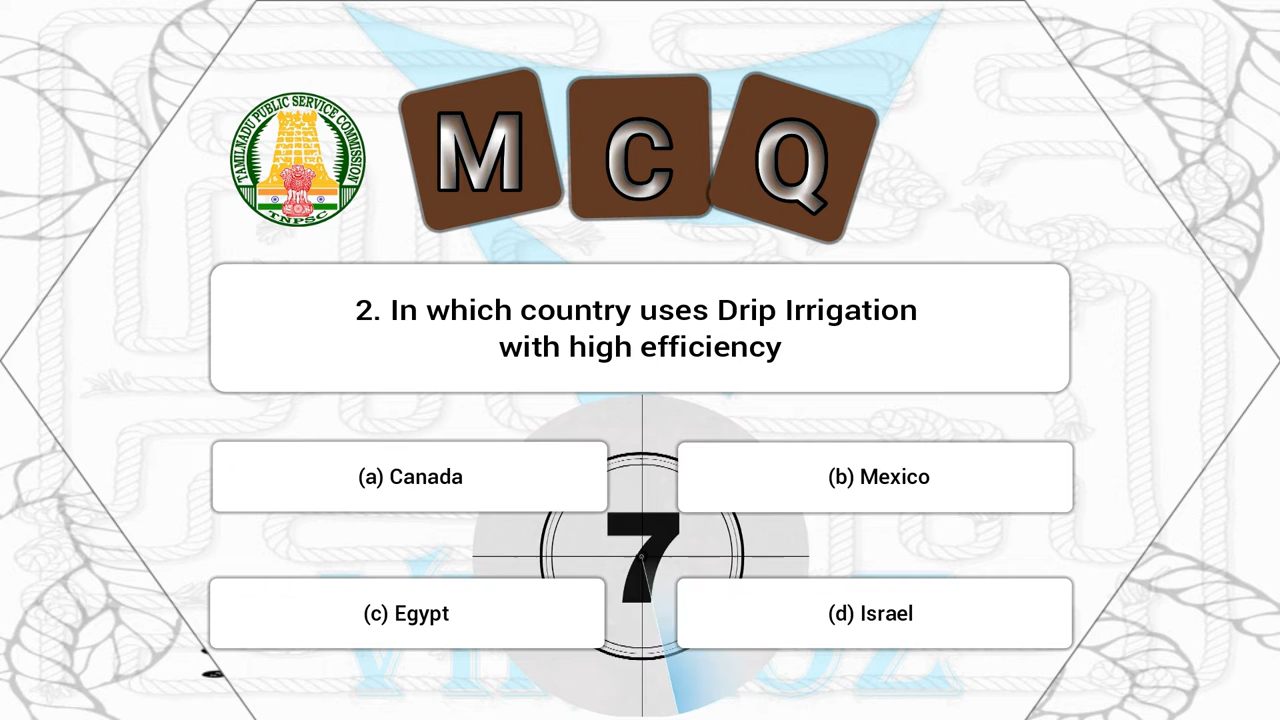 TAMILNADU PUBLIC SERVICE COMMISSION
TNPSC
M C Q
2. In which country uses Drip Irrigation
with high efficiency
(a) Canada
(b) Mexico
7
(c) Egypt
(d) Israel